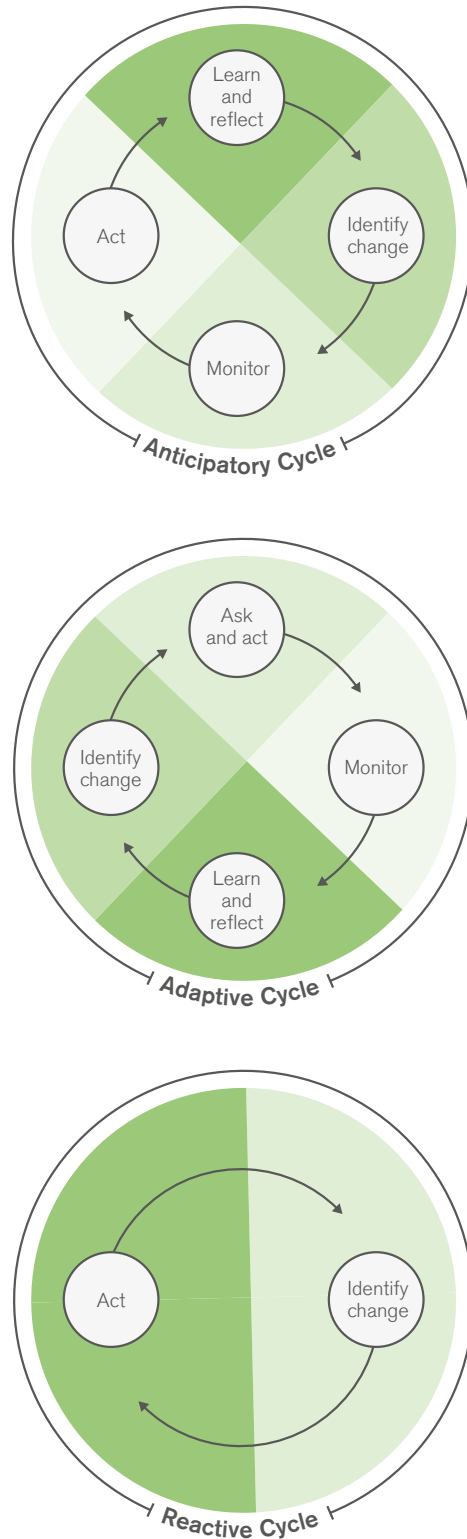 Learn
and
reflect
Identify
change
Monitor
Act
Anticipatory Cycle
Ask
and act
Monitor
Learn
and
reflect
Identify
change
Adaptive Cycle
Act
Identify
change
Reactive Cycle